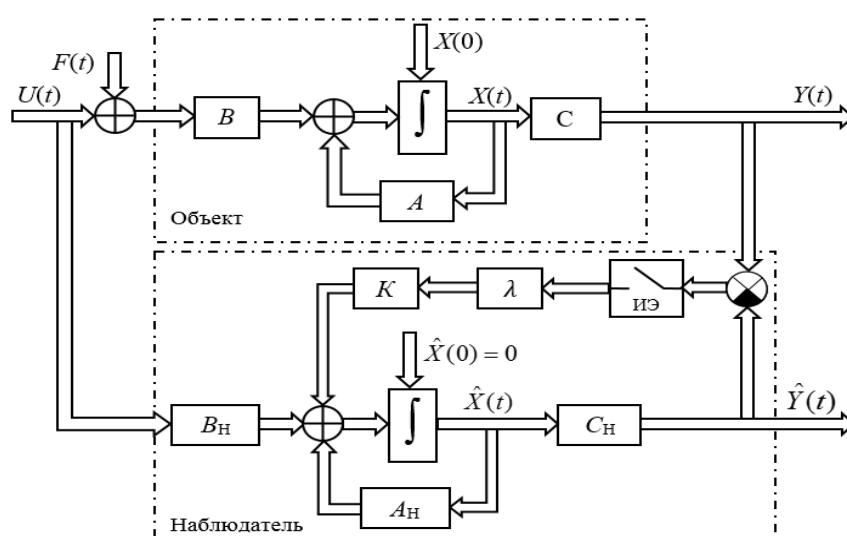 X(0)
F(t)
U(t)
B
∫
X(t)
C
Y(t)
A
Объект
К
λ
ИЭ
X̂(0) = 0
Bн
∫
X̂(t)
Cн
Ŷ(t)
Aн
Наблюдатель